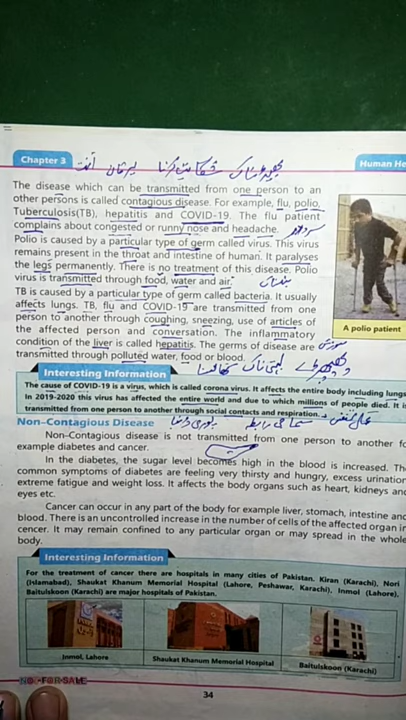 Chapter 3
Human He
The disease which can be transmitted from one person to an
other persons is called contagious disease. For example, flu, polio,
Tuberculosis(TB), hepatitis and COVID-19. The flu patient
complains about congested or runny nose and headache.
Polio is caused by a particular type of germ called virus. This virus
remains present in the throat and intestine of human. It paralyses
the legs permanently. There is no treatment of this disease. Polio
virus is transmitted through food, water and air.
TB is caused by a particular type of germ called bacteria. It usually
affects lungs. TB, flu and COVID-19 are transmitted from one
person to another through coughing, sneezing, use of articles of
the affected person and conversation. The inflammatory
condition of the liver is called hepatitis. The germs of disease are
transmitted through polluted water, food or blood.
A polio patient
Interesting Information
The cause of COVID-19 is a virus, which is called corona virus. It affects the entire body including lungs
In 2019-2020 this virus has affected the entire world and due to which millions of people died. It is
transmitted from one person to another through social contacts and respiration.
Non–Contagious Disease
Non-Contagious disease is not transmitted from one person to another fo
example diabetes and cancer.
In the diabetes, the sugar level becomes high in the blood is increased. The
common symptoms of diabetes are feeling very thirsty and hungry, excess urination
extreme fatigue and weight loss. It affects the body organs such as heart, kidneys and
eyes etc.
Cancer can occur in any part of the body for example liver, stomach, intestine and
blood. There is an uncontrolled increase in the number of cells of the affected organ in
cencer. It may remain confined to any particular organ or may spread in the whole
body.
Interesting Information
For the treatment of cancer there are hospitals in many cities of Pakistan. Kiran (Karachi), Nori
(Islamabad), Shaukat Khanum Memorial Hospital (Lahore, Peshawar, Karachi). Inmol (Lahore),
Baitulskoon (Karachi) are major hospitals of Pakistan.
Inmol, Lahore
Shaukat Khanum Memorial Hospital
Baitulskoon (Karachi)
NOT FOR SALE
34